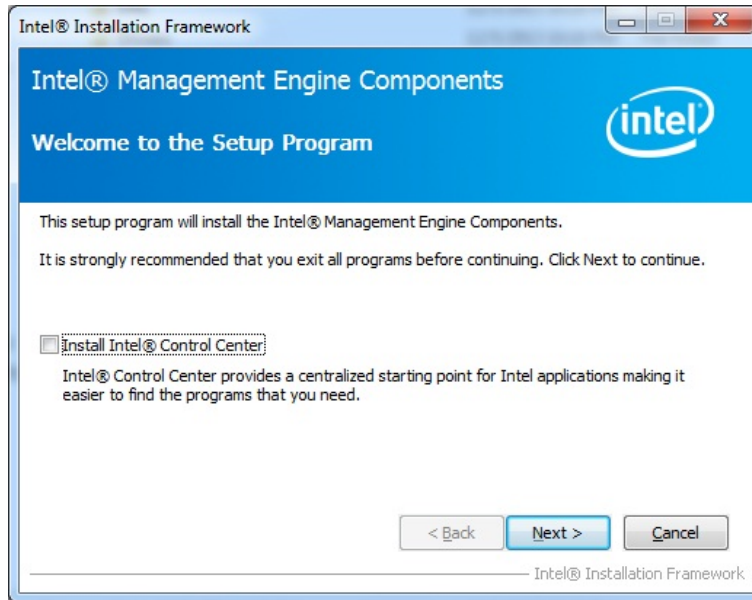 Intel® Installation Framework
Intel® Management Engine Components
Welcome to the Setup Program
intel
This setup program will install the Intel® Management Engine Components.
It is strongly recommended that you exit all programs before continuing. Click Next to continue.
Install Intel® Control Center
Intel® Control Center provides a centralized starting point for Intel applications making it
easier to find the programs that you need.
< Back Next > Cancel
Intel® Installation Framework